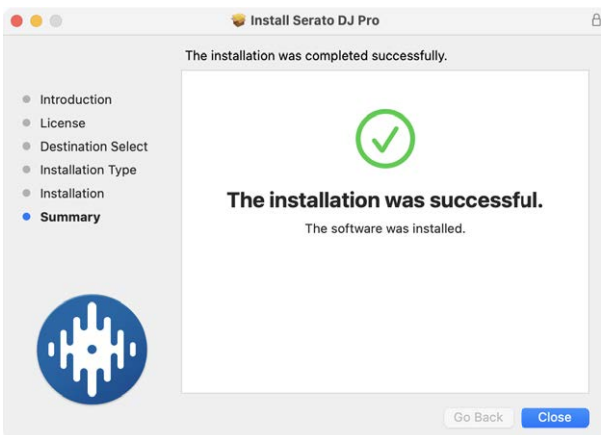 Install Serato DJ Pro
The installation was completed successfully.
Introduction
License
Destination Select
Installation Type
Installation
Summary
The installation was successful.
The software was installed.
Go Back
Close